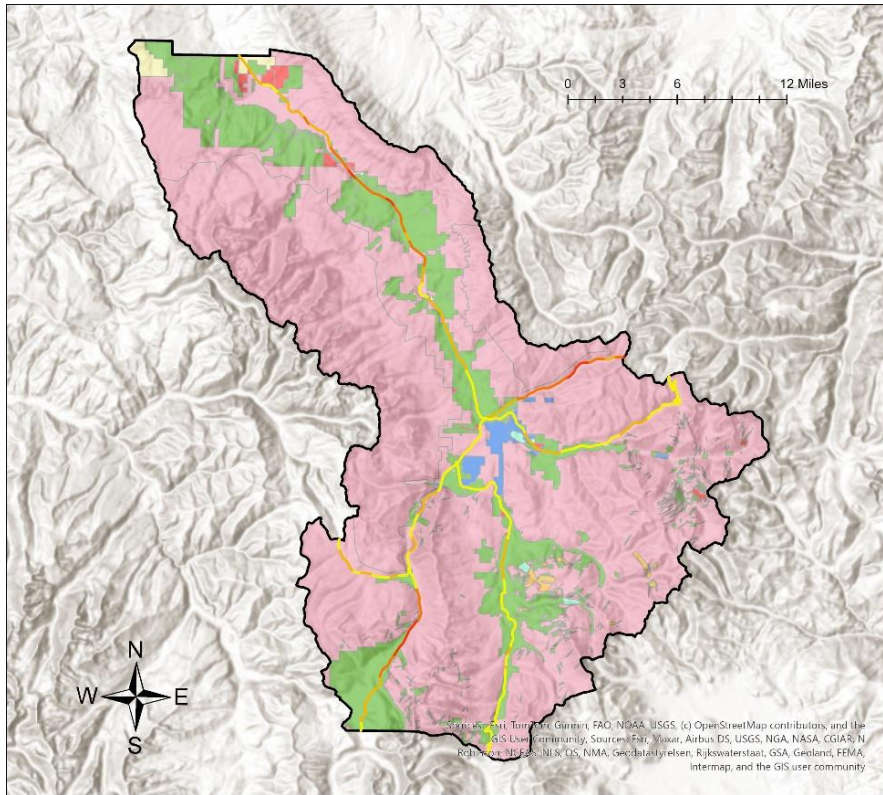 0 3 6 12 Miles
N
W E
S
Sources: Esri, TomTom, Garmin, FAO, NOAA, USGS, (c) OpenStreetMap contributors, and the
GIS User Community, Sources: Esri, Maxar, Airbus DS, USGS, NGA, NASA, CGIAR, N
Robinson, NCEAS, NLS, OS, NMA, Geodatastyrelsen, Rijkswaterstaat, GSA, Geoland, FEMA,
Intermap, and the GIS user community